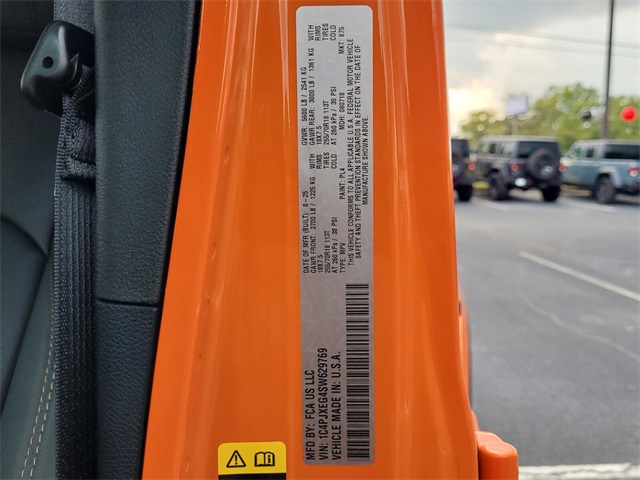 MFD BY: FCA US LLC
VIN: 1C4PJXEG4SW629769
VEHICLE MADE IN: U.S.A.
DATE OF MFR (BUILT): 8-25
GVWR: 5600 LB / 2541 KG
GAWR FRONT: 2700 LB / 1225 KG WITH
GAWR REAR: 3000 LB / 1361 KG WITH
18X7.5 RIMS
18X7.5 RIMS
255/70R18 113T TIRES
255/70R18 113T TIRES
AT 260 kPa / 38 PSI
AT 260 kPa / 38 PSI
TYPE: MPV PAINT: PL4 MDH: 080718 MKT: 875
THIS VEHICLE CONFORMS TO ALL APPLICABLE U.S.A. FEDERAL MOTOR VEHICLE
SAFETY AND THEFT PREVENTION STANDARDS IN EFFECT ON THE DATE OF
MANUFACTURE SHOWN ABOVE.